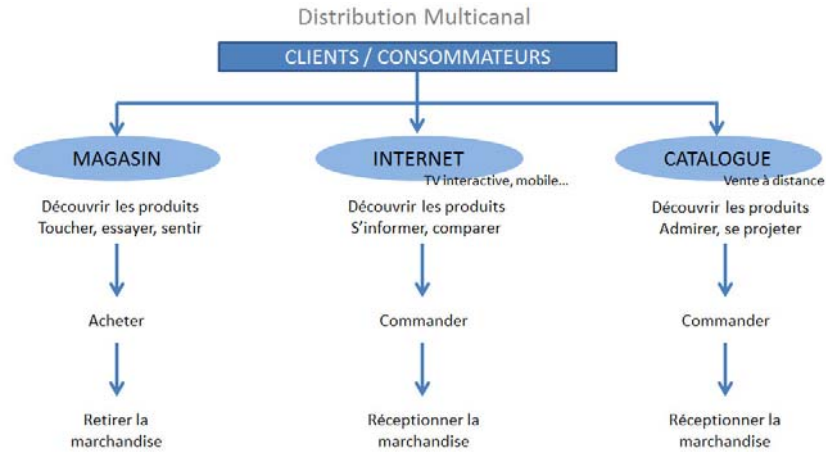 Distribution Multicanal
CLIENTS / CONSOMMATEURS
MAGASIN
INTERNET
TV interactive, mobile...
CATALOGUE
Vente à distance
Découvrir les produits
Toucher, essayer, sentir
Découvrir les produits
S'informer, comparer
Découvrir les produits
Admirer, se projeter
Acheter
Commander
Commander
Retirer la
marchandise
Réceptionner la
marchandise
Réceptionner la
marchandise